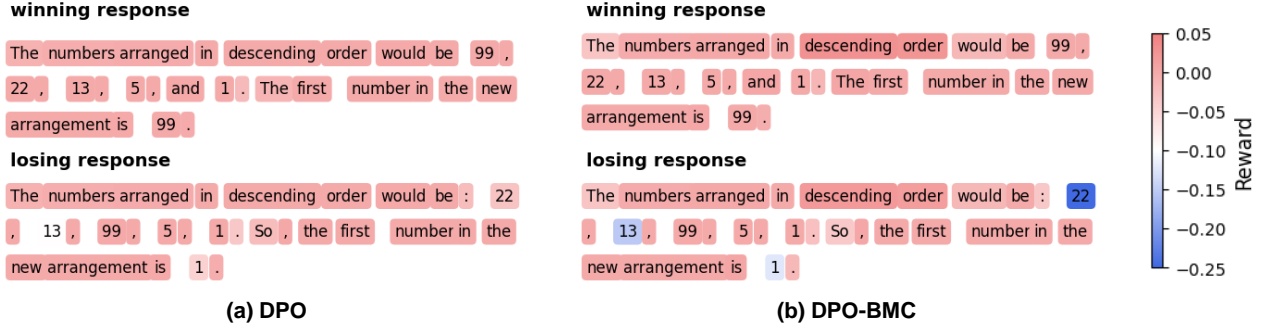 winning response
The numbers arranged in descending order would be 99 ,
22 , 13 , 5 , and 1 . The first number in the new
arrangement is 99 .
losing response
The numbers arranged in descending order would be : 22
, 13 , 99 , 5 , 1 . So , the first number in the
new arrangement is 1 .
(a) DPO
winning response
The numbers arranged in descending order would be 99 ,
22 , 13 , 5 , and 1 . The first number in the new
arrangement is 99 .
losing response
The numbers arranged in descending order would be : 22
, 13 , 99 , 5 , 1 . So , the first number in the
new arrangement is 1 .
(b) DPO-BMC
0.05
0.00
−0.05
−0.10
−0.15
−0.20
−0.25
Reward